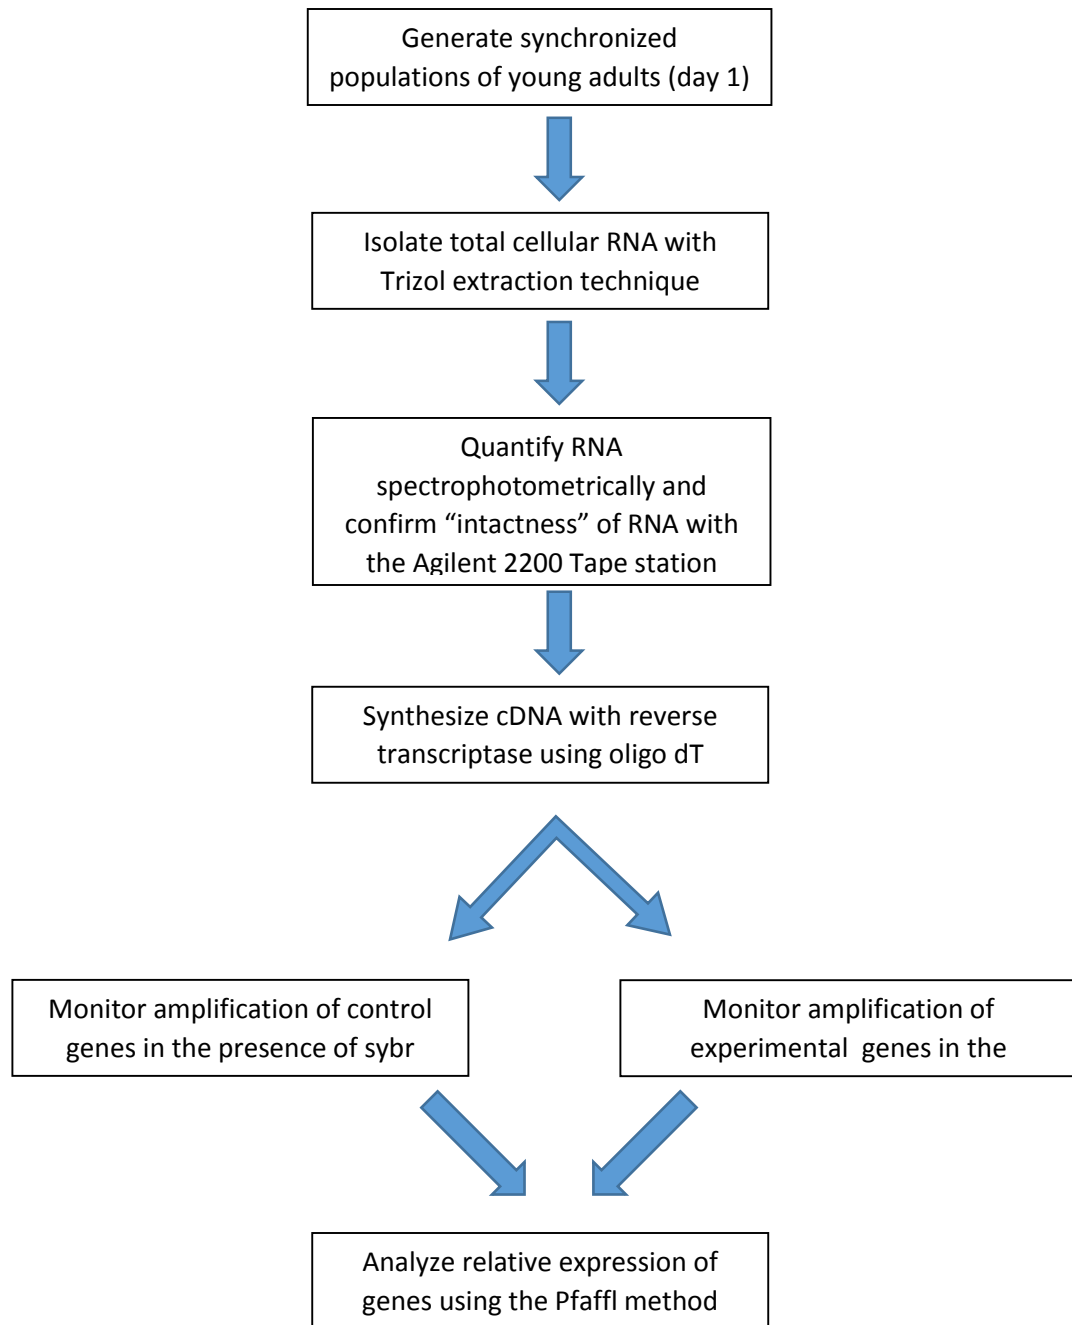 Generate synchronized
populations of young adults (day 1)
Isolate total cellular RNA with
Trizol extraction technique
Quantify RNA
spectrophotometrically and
confirm “intactness” of RNA with
the Agilent 2200 Tape station
Synthesize cDNA with reverse
transcriptase using oligo dT
Monitor amplification of control
genes in the presence of sybr
Monitor amplification of
experimental  genes in the
Analyze relative expression of
genes using the Pfaffl method